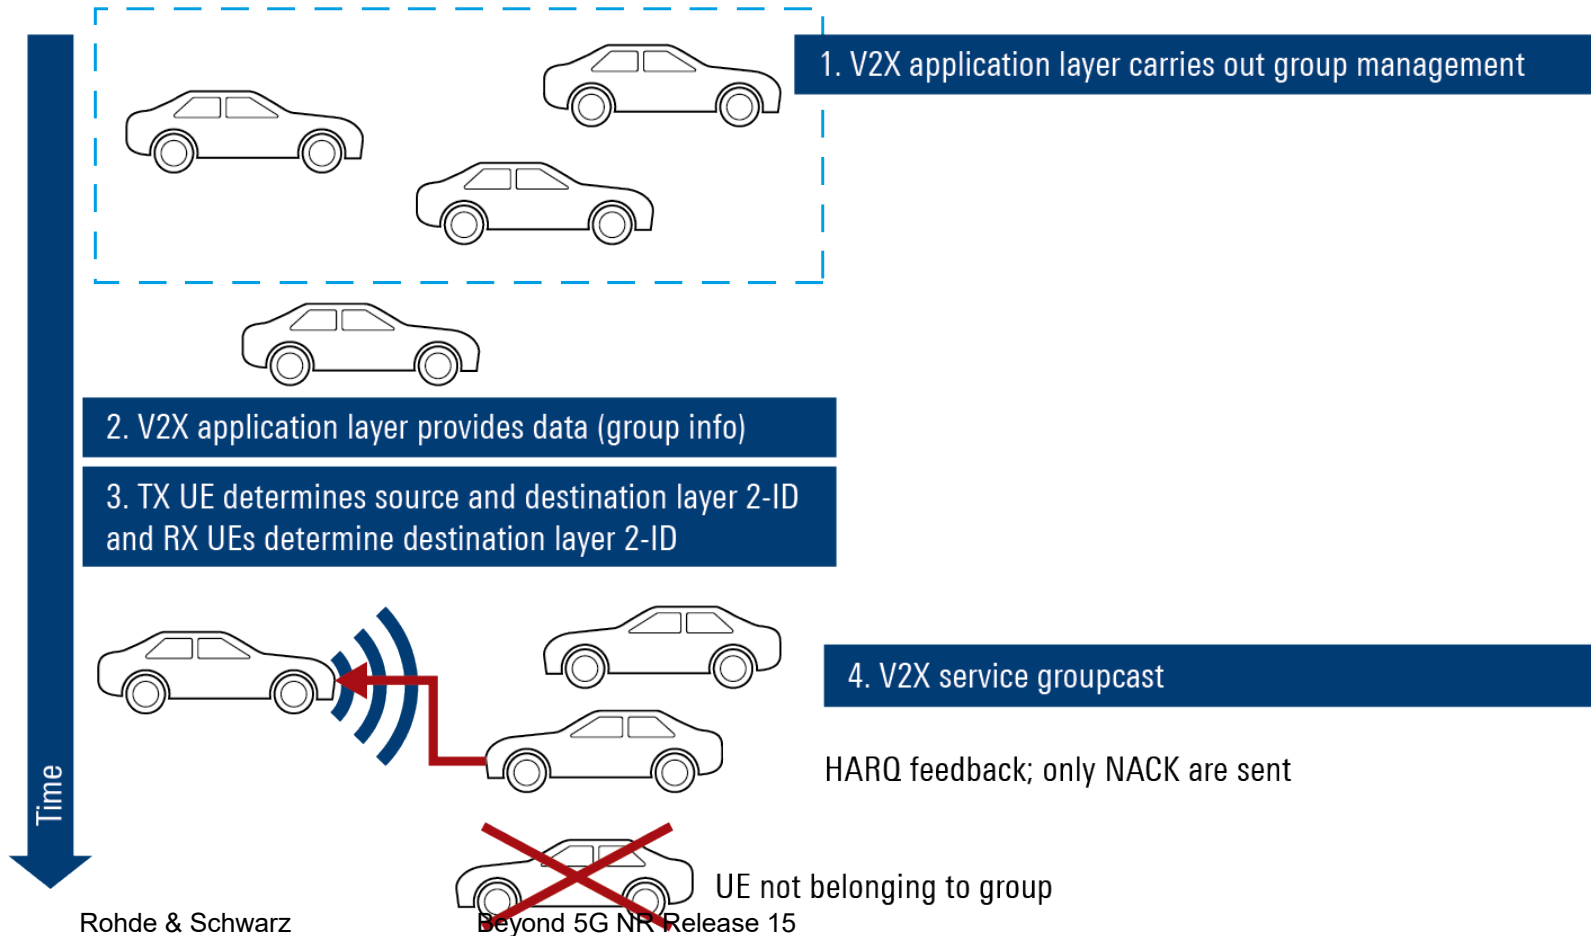 1. V2X application layer carries out group management
2. V2X application layer provides data (group info)
3. TX UE determines source and destination layer 2-ID
and RX UEs determine destination layer 2-ID
4. V2X service groupcast
HARQ feedback; only NACK are sent
Time
UE not belonging to group
Rohde & Schwarz
Beyond 5G NR Release 15